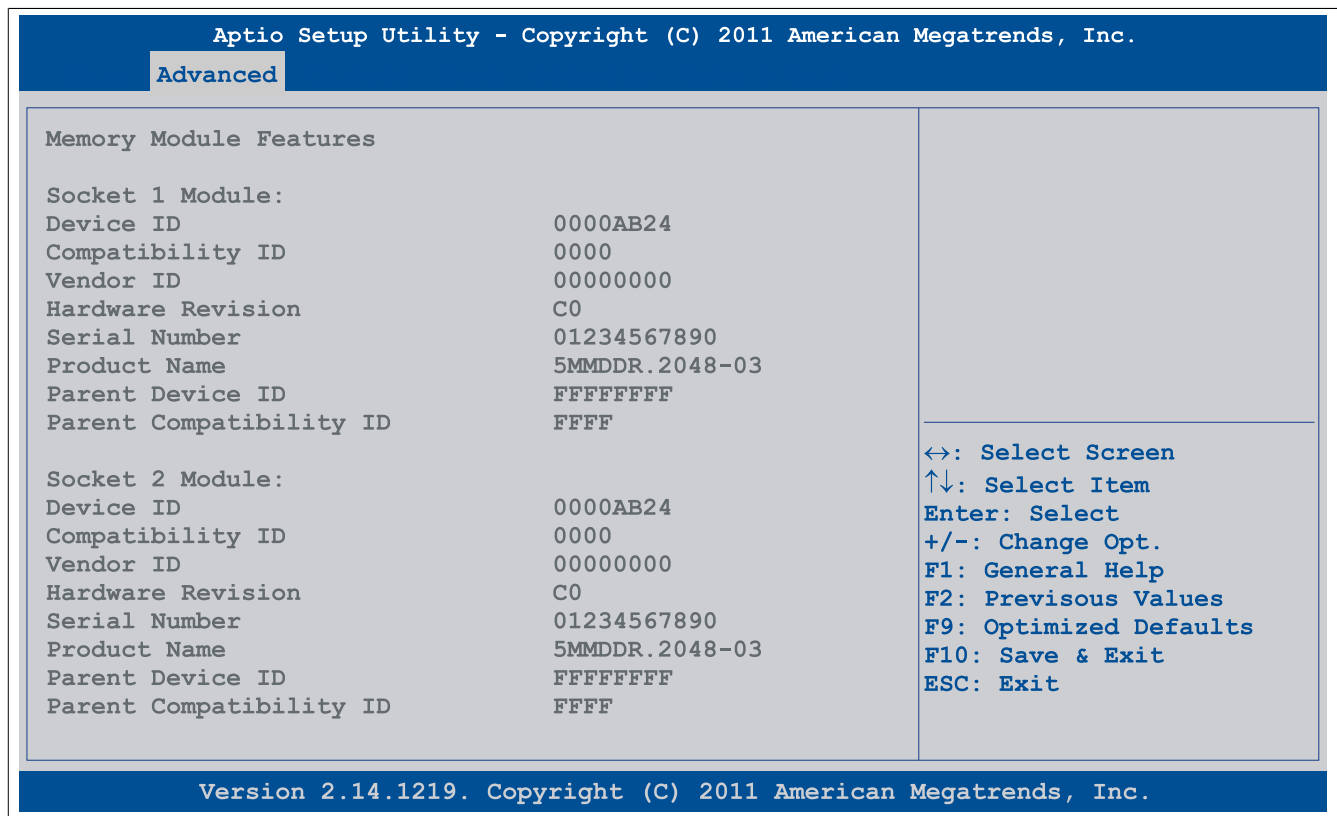 Aptio Setup Utility - Copyright (C) 2011 American Megatrends, Inc.
Advanced
Memory Module Features
Socket 1 Module:
Device ID 0000AB24
Compatibility ID 0000
Vendor ID 00000000
Hardware Revision C0
Serial Number 01234567890
Product Name 5MMDDR.2048-03
Parent Device ID FFFFFFFF
Parent Compatibility ID FFFF
Socket 2 Module:
Device ID 0000AB24
Compatibility ID 0000
Vendor ID 00000000
Hardware Revision C0
Serial Number 01234567890
Product Name 5MMDDR.2048-03
Parent Device ID FFFFFFFF
Parent Compatibility ID FFFF
↔: Select Screen
↑↓: Select Item
Enter: Select
+/-: Change Opt.
F1: General Help
F2: Previsous Values
F9: Optimized Defaults
F10: Save & Exit
ESC: Exit
Version 2.14.1219. Copyright (C) 2011 American Megatrends, Inc.